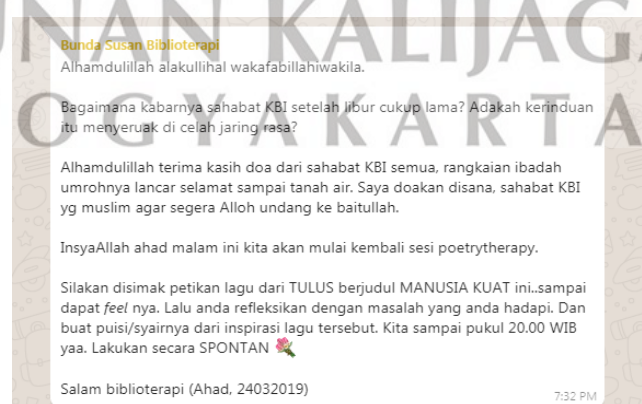 UNAN KALIJAGA
OGYAKARTA
Bunda Susan Biblioterapi
Alhamdulillah alakullihal wakafabillahiwakila.
Bagaimana kabarnya sahabat KBI setelah libur cukup lama? Adakah kerinduan
itu menyeruak di celah jaring rasa?
Alhamdulillah terima kasih doa dari sahabat KBI semua, rangkaian ibadah
umrohnya lancar selamat sampai tanah air. Saya doakan disana, sahabat KBI
yg muslim agar segera Alloh undang ke baitullah.
InsyaAllah ahad malam ini kita akan mulai kembali sesi poetrytherapy.
Silakan disimak petikan lagu dari TULUS berjudul MANUSIA KUAT ini..sampai
dapat feel nya. Lalu anda refleksikan dengan masalah yang anda hadapi. Dan
buat puisi/syairnya dari inspirasi lagu tersebut. Kita sampai pukul 20.00 WIB
yaa. Lakukan secara SPONTAN 💐
Salam biblioterapi (Ahad, 24032019)
7:32 PM